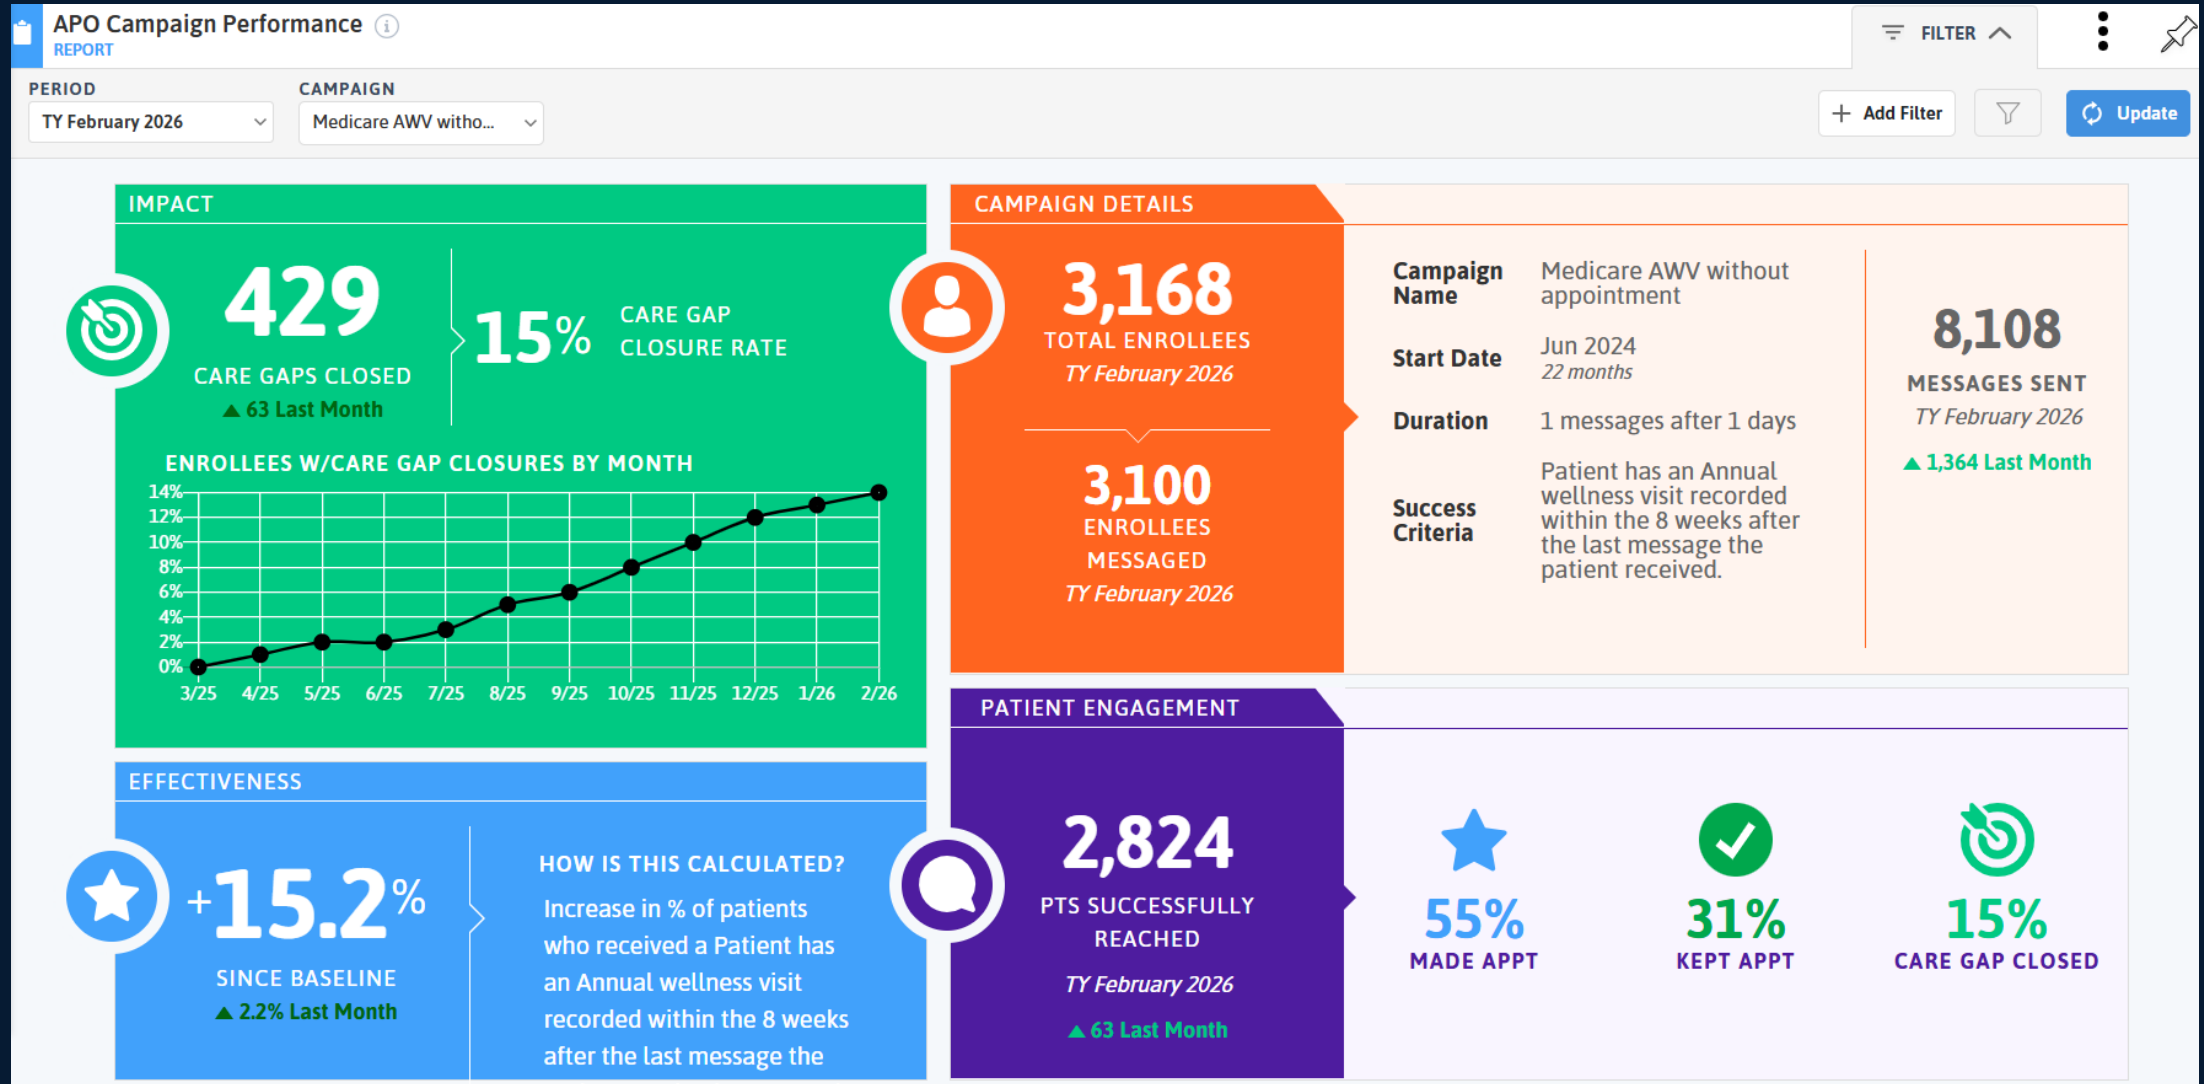 APO Campaign Performance
REPORT
FILTER
PERIOD
CAMPAIGN
TY February 2026
Medicare AWV witho...
Add Filter
Update
IMPACT
429
CARE GAPS CLOSED
▲ 63 Last Month
15%
CARE GAP
CLOSURE RATE
ENROLLEES W/CARE GAP CLOSURES BY MONTH
14%
12%
10%
8%
6%
4%
2%
0%
3/25 4/25 5/25 6/25 7/25 8/25 9/25 10/25 11/25 12/25 1/26 2/26
CAMPAIGN DETAILS
3,168
TOTAL ENROLLEES
TY February 2026
3,100
ENROLLEES
MESSAGED
TY February 2026
Campaign
Name
Medicare AWV without
appointment
Start Date
Jun 2024
22 months
Duration
1 messages after 1 days
Success
Criteria
Patient has an Annual
wellness visit recorded
within the 8 weeks after
the last message the
patient received.
8,108
MESSAGES SENT
TY February 2026
▲ 1,364 Last Month
EFFECTIVENESS
+15.2%
SINCE BASELINE
▲ 2.2% Last Month
HOW IS THIS CALCULATED?
Increase in % of patients
who received a Patient has
an Annual wellness visit
recorded within the 8 weeks
after the last message the
PATIENT ENGAGEMENT
2,824
PTS SUCCESSFULLY
REACHED
TY February 2026
▲ 63 Last Month
55%
MADE APPT
31%
KEPT APPT
15%
CARE GAP CLOSED